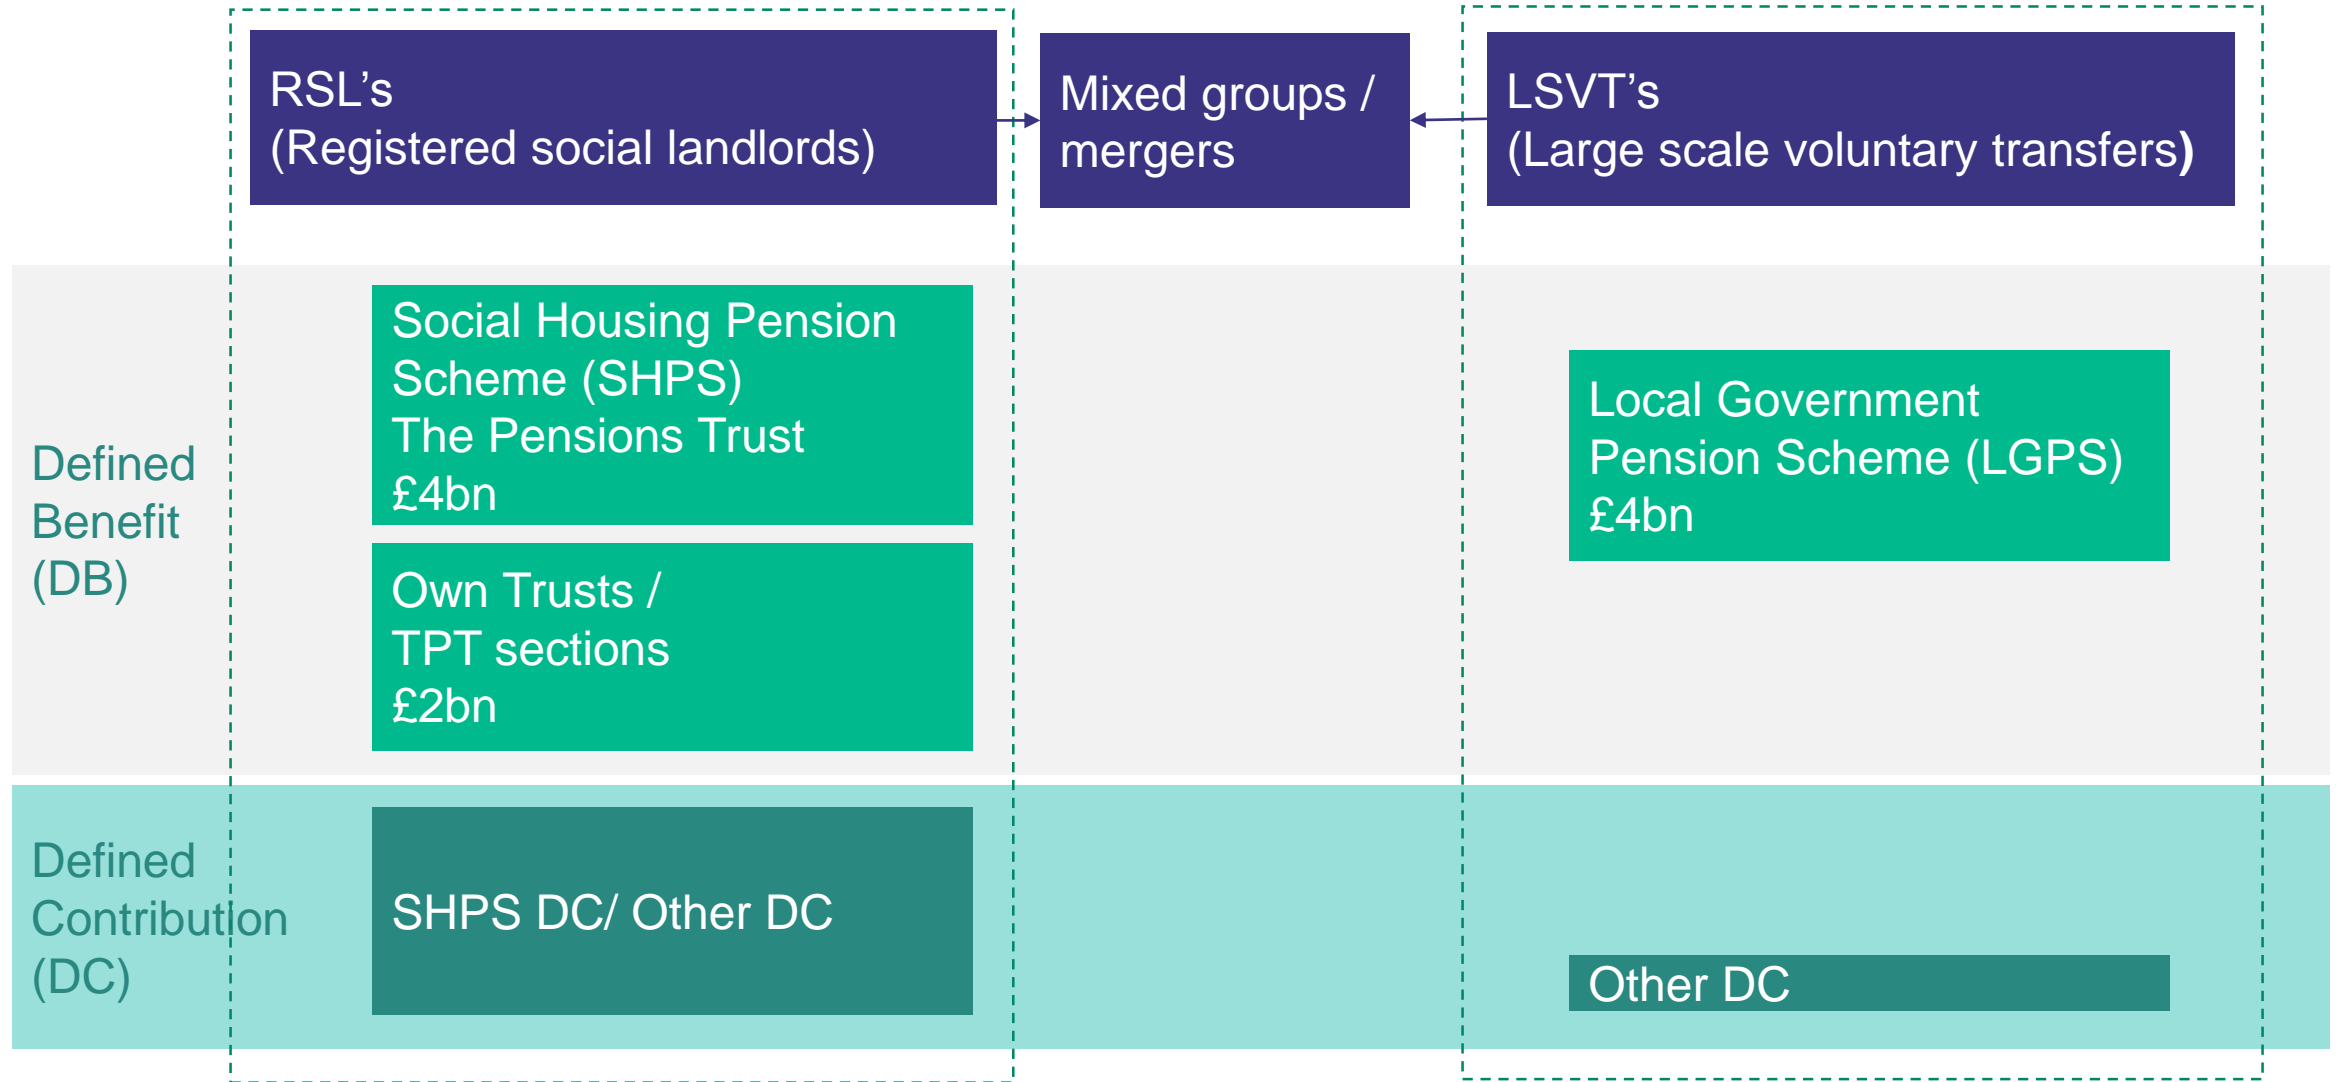 RSL's
(Registered social landlords)
Mixed groups /
mergers
LSVT's
(Large scale voluntary transfers)
Defined
Benefit
(DB)
Social Housing Pension
Scheme (SHPS)
The Pensions Trust
£4bn
Own Trusts /
TPT sections
£2bn
Local Government
Pension Scheme (LGPS)
£4bn
Defined
Contribution
(DC)
SHPS DC/ Other DC
Other DC